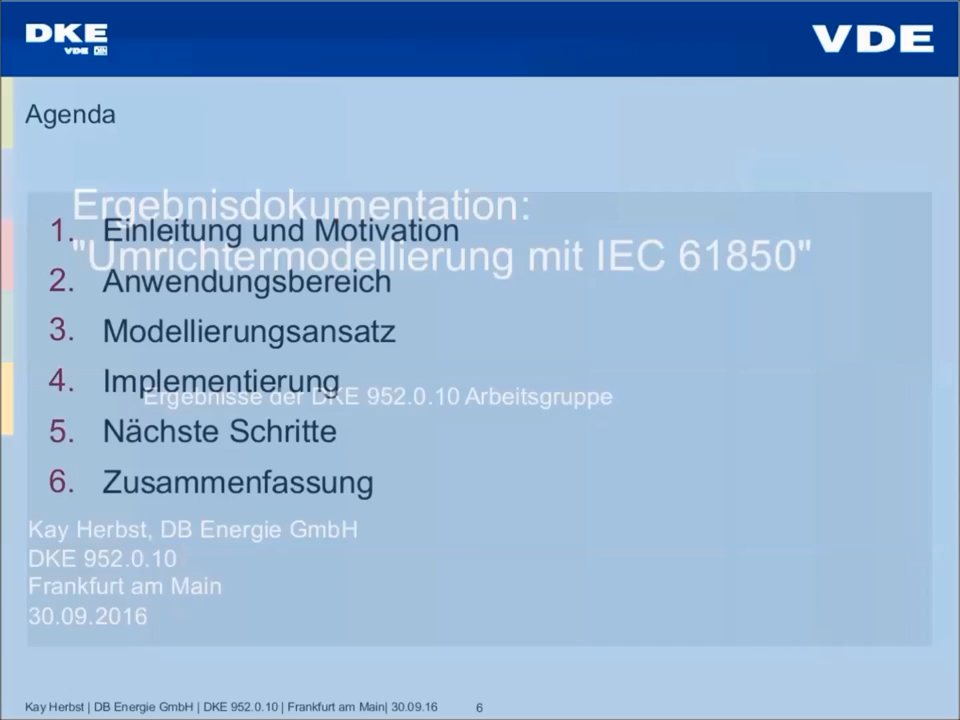 DKE
VDE DIN
VDE
Agenda
Ergebnisdokumentation:
"Umrichtermodellierung mit IEC 61850"
1. Einleitung und Motivation
2. Anwendungsbereich
3. Modellierungsansatz
4. Implementierung
Ergebnisse der DKE 952.0.10 Arbeitsgruppe
5. Nächste Schritte
6. Zusammenfassung
Kay Herbst, DB Energie GmbH
DKE 952.0.10
Frankfurt am Main
30.09.2016
Kay Herbst | DB Energie GmbH | DKE 952.0.10 | Frankfurt am Main| 30.09.16 6